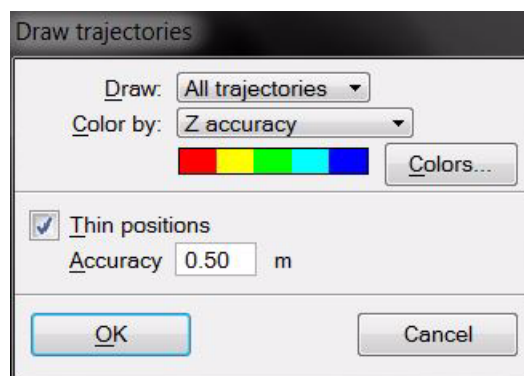 Draw trajectories
Draw: All trajectories
Color by: Z accuracy
Colors...
Thin positions
Accuracy 0.50 m
OK Cancel